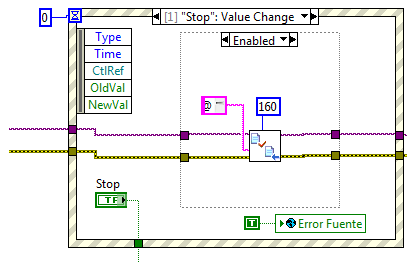 0
[1] "Stop": Value Change
Type
Time
CtlRef
OldVal
NewVal
Enabled
@ ""
160
Stop
TF
T
Error Fuente